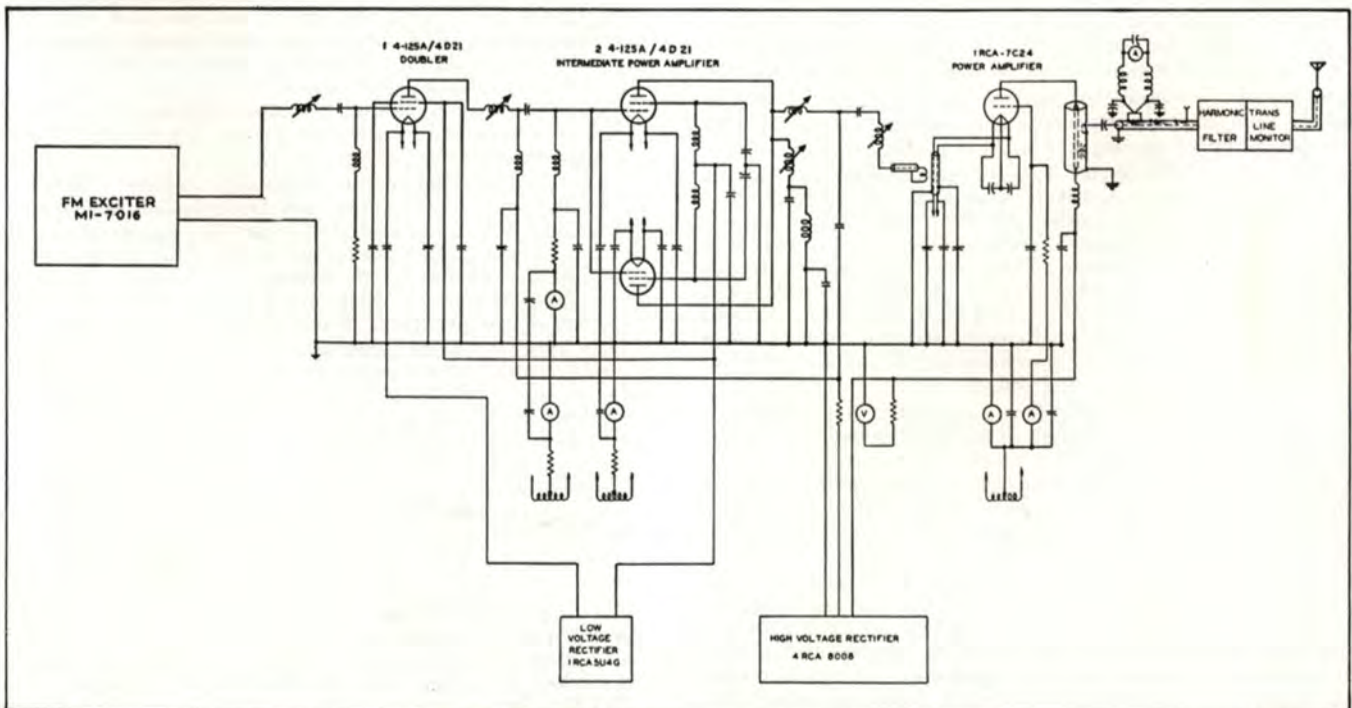 1 4-125A/4D21
DOUBLER
2 4-125A/4D21
INTERMEDIATE POWER AMPLIFIER
1 RCA-7C24
POWER AMPLIFIER
A
HARMONIC
FILTER
TRANS
LINE
MONITOR
FM EXCITER
MI-7016
A
A
A
V
A
A
LOW
VOLTAGE
RECTIFIER
1 RCA 5U4G
HIGH VOLTAGE RECTIFIER
4 RCA 8008